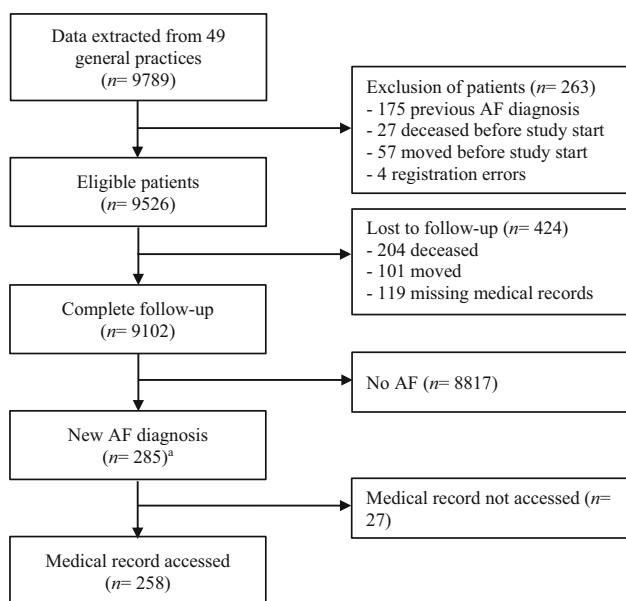 Data extracted from 49
general practices
(n= 9789)
Exclusion of patients (n= 263)
- 175 previous AF diagnosis
- 27 deceased before study start
- 57 moved before study start
- 4 registration errors
Eligible patients
(n= 9526)
Lost to follow-up (n= 424)
- 204 deceased
- 101 moved
- 119 missing medical records
Complete follow-up
(n= 9102)
No AF (n= 8817)
New AF diagnosis
(n= 285)ᵃ
Medical record not accessed (n=
27)
Medical record accessed
(n= 258)